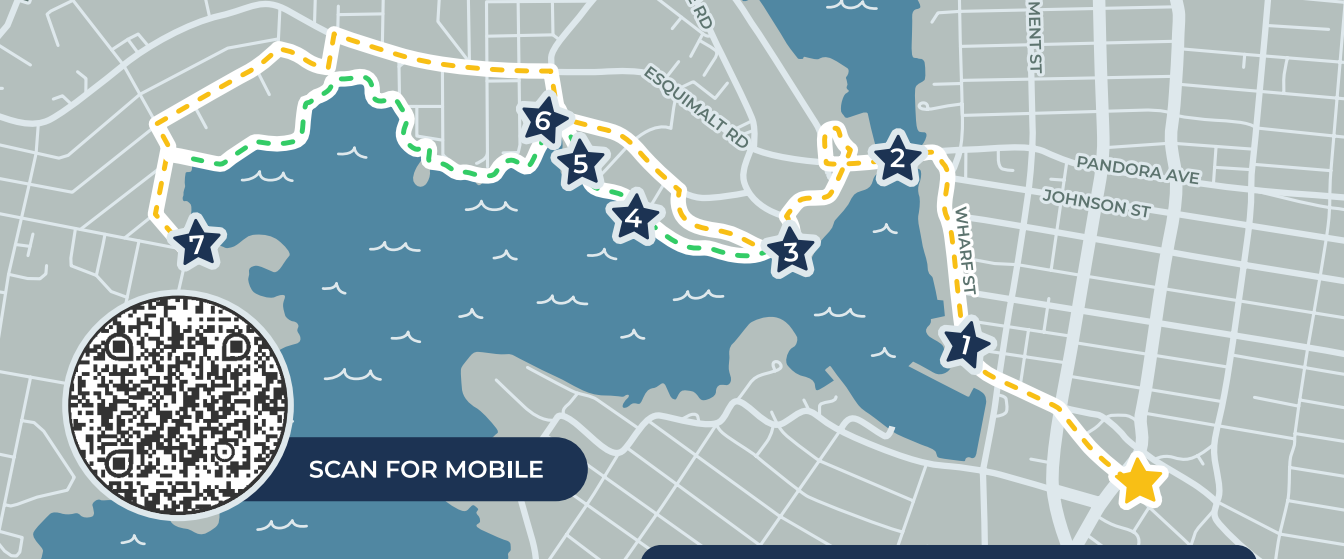 E RD
MENT ST
ESQUIMALT RD
6
5
2
PANDORA AVE
JOHNSON ST
4
WHARF ST
3
7
1
SCAN FOR MOBILE